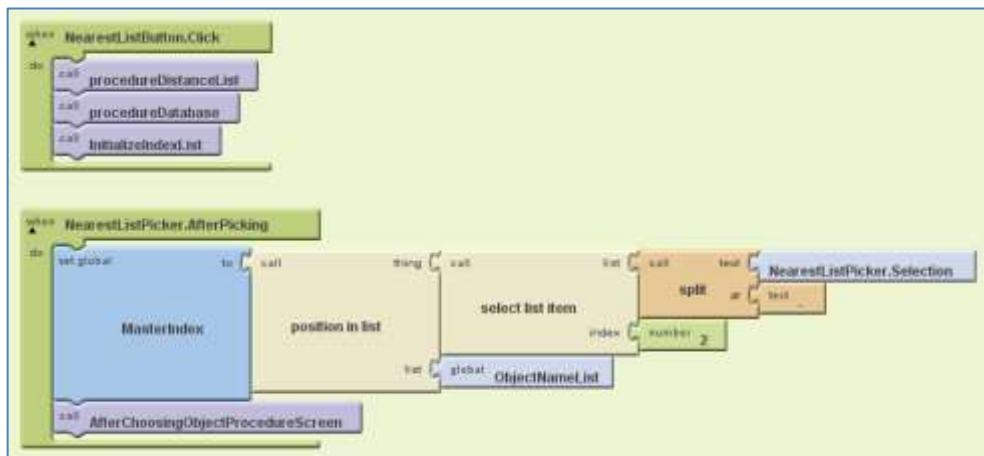 when NearestListButton.Click
do
call procedureDistanceList
call procedureDatabase
call InitializeIndexList
when NearestListPicker.AfterPicking
do set global to call thing call list call text NearestListPicker.Selection
split at text
MasterIndex position in list select list item
index number 2
list global ObjectNameList
call AfterChoosingObjectProcedureScreen